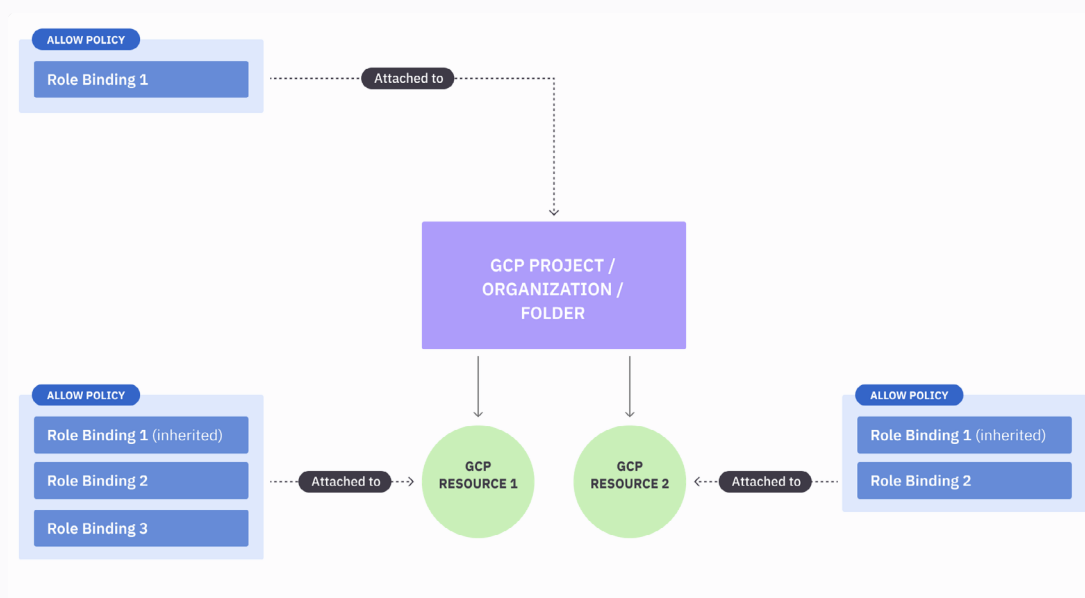 ALLOW POLICY
Role Binding 1
Attached to
GCP PROJECT /
ORGANIZATION /
FOLDER
ALLOW POLICY
Role Binding 1 (inherited)
Role Binding 2
Role Binding 3
Attached to
GCP
RESOURCE 1
GCP
RESOURCE 2
Attached to
ALLOW POLICY
Role Binding 1 (inherited)
Role Binding 2